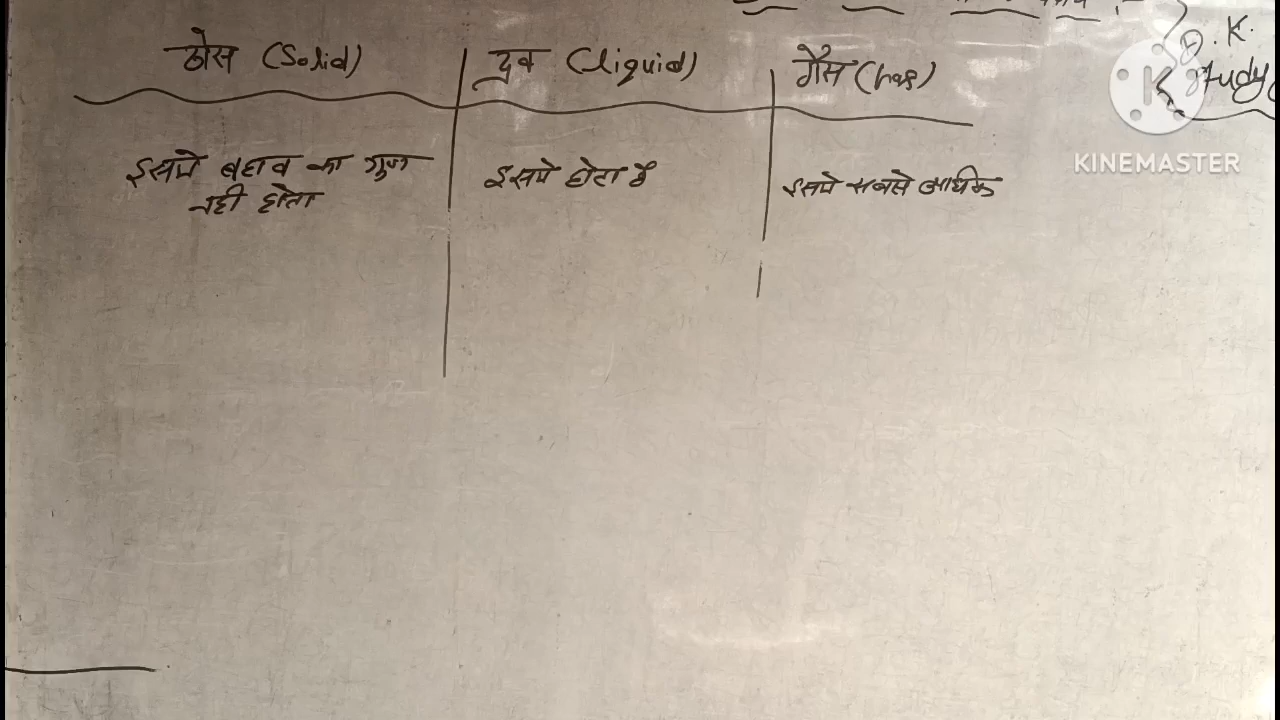 ठोस (Solid)
द्रव (liquid)
गैस (Gas)
D. K.
Study
KINEMASTER
इसमे बहाव का गुण
नही होता
इसमे होता है
इसमे सबसे अधिक